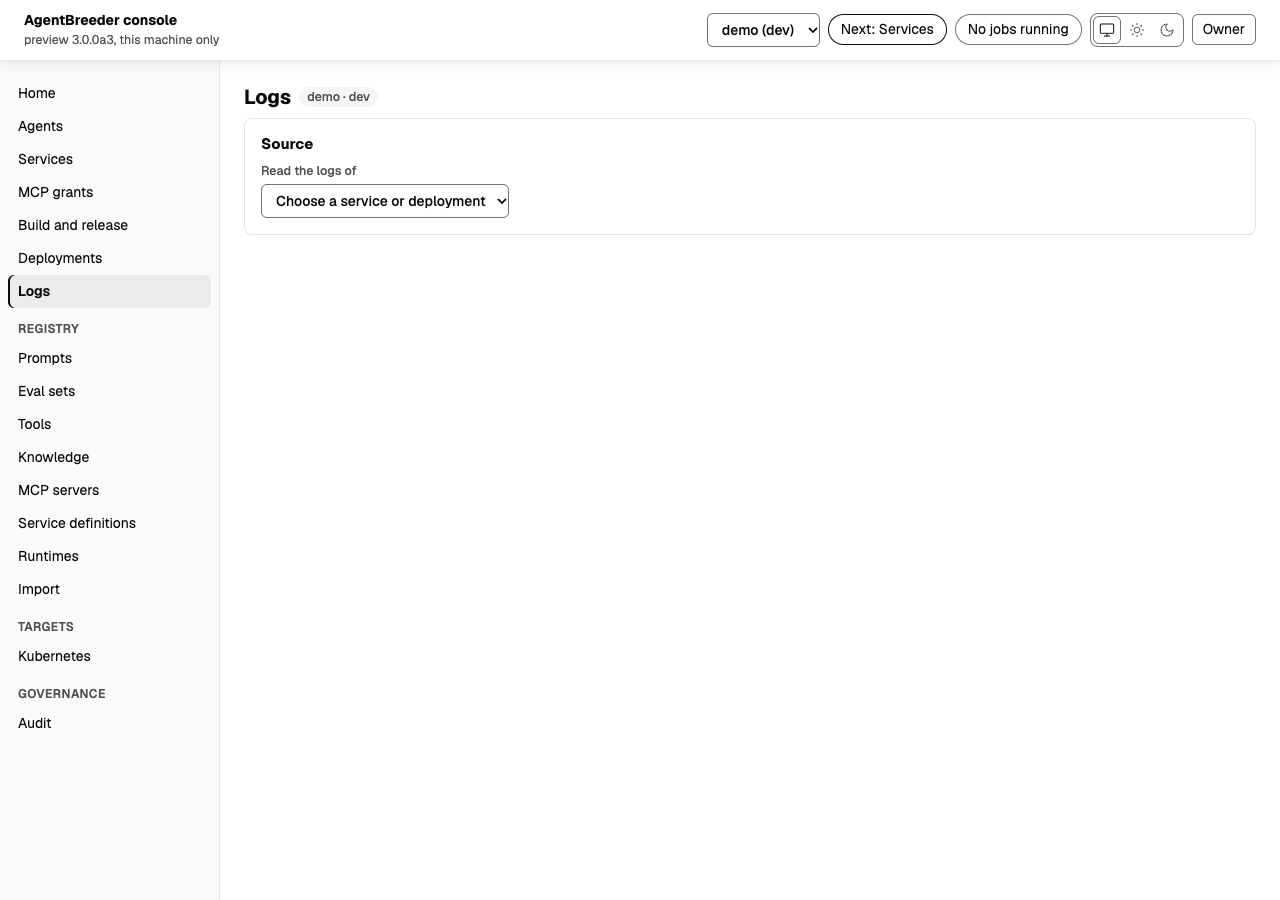 AgentBreeder console
preview 3.0.0a3, this machine only
demo (dev)
Next: Services
No jobs running
Owner
Home
Agents
Services
MCP grants
Build and release
Deployments
Logs
REGISTRY
Prompts
Eval sets
Tools
Knowledge
MCP servers
Service definitions
Runtimes
Import
TARGETS
Kubernetes
GOVERNANCE
Audit
Logs
demo · dev
Source
Read the logs of
Choose a service or deployment